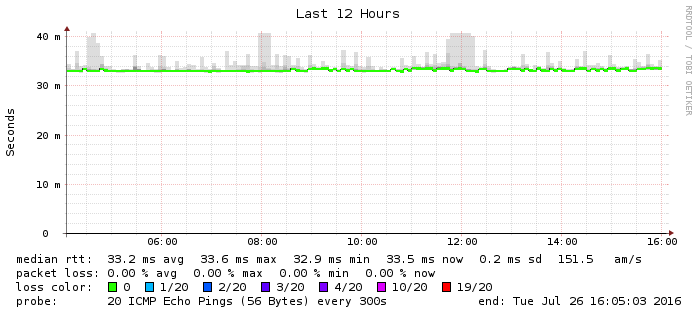 Last 12 Hours
RRDTOOL / TOBI OETIKER
Seconds
40 m
30 m
20 m
10 m
0
06:00 08:00 10:00 12:00 14:00 16:00
median rtt: 33.2 ms avg 33.6 ms max 32.9 ms min 33.5 ms now 0.2 ms sd 151.5 am/s
packet loss: 0.00 % avg 0.00 % max 0.00 % min 0.00 % now
loss color: 0 1/20 2/20 3/20 4/20 10/20 19/20
probe: 20 ICMP Echo Pings (56 Bytes) every 300s end: Tue Jul 26 16:05:03 2016